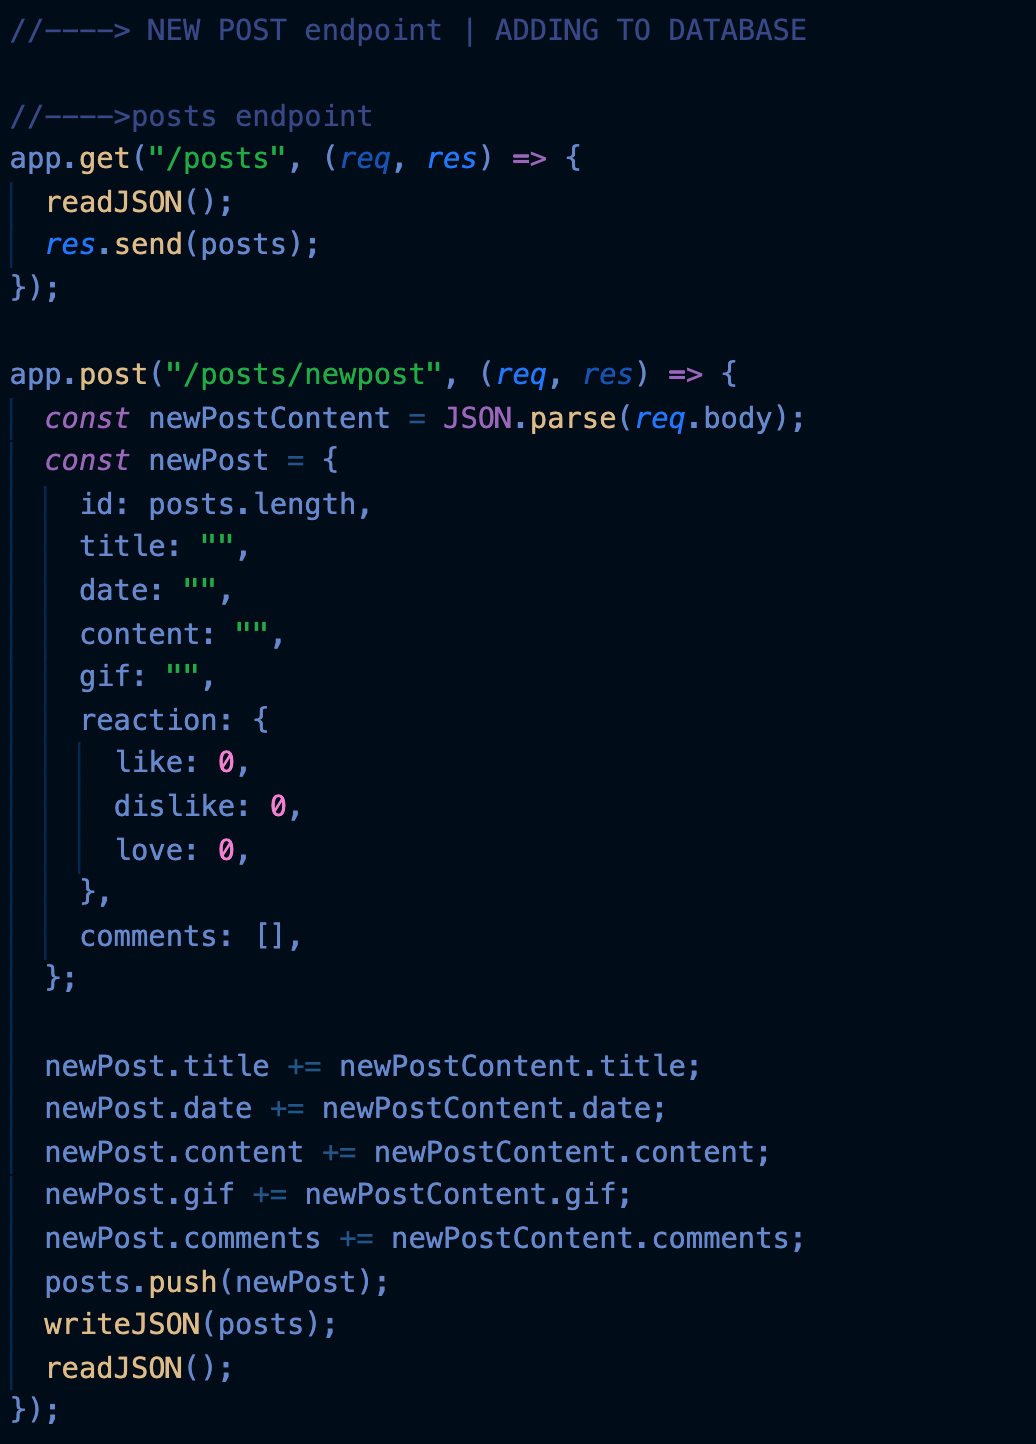 //----> NEW POST endpoint | ADDING TO DATABASE
//---->posts endpoint
app.get("/posts", (req, res) => {
  readJSON();
  res.send(posts);
});
app.post("/posts/newpost", (req, res) => {
  const newPostContent = JSON.parse(req.body);
  const newPost = {
    id: posts.length,
    title: "",
    date: "",
    content: "",
    gif: "",
    reaction: {
      like: 0,
      dislike: 0,
      love: 0,
    },
    comments: [],
  };
  newPost.title += newPostContent.title;
  newPost.date += newPostContent.date;
  newPost.content += newPostContent.content;
  newPost.gif += newPostContent.gif;
  newPost.comments += newPostContent.comments;
  posts.push(newPost);
  writeJSON(posts);
  readJSON();
});